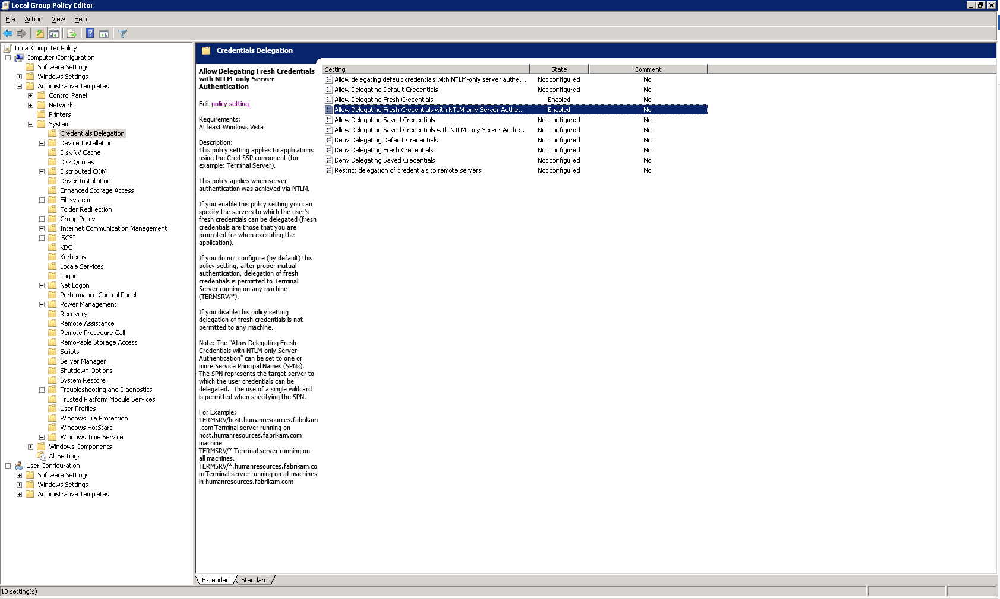 Local Group Policy Editor
File Action View Help
Local Computer Policy
Computer Configuration
Software Settings
Windows Settings
Administrative Templates
Control Panel
Network
Printers
System
Credentials Delegation
Device Installation
Disk NV Cache
Disk Quotas
Distributed COM
Driver Installation
Enhanced Storage Access
Filesystem
Folder Redirection
Group Policy
Internet Communication Management
iSCSI
KDC
Kerberos
Locale Services
Logon
Net Logon
Performance Control Panel
Power Management
Recovery
Remote Assistance
Remote Procedure Call
Removable Storage Access
Scripts
Server Manager
Shutdown Options
System Restore
Troubleshooting and Diagnostics
Trusted Platform Module Services
User Profiles
Windows File Protection
Windows HotStart
Windows Time Service
Windows Components
All Settings
User Configuration
Software Settings
Windows Settings
Administrative Templates
Credentials Delegation
Allow Delegating Fresh Credentials
with NTLM-only Server
Authentication
Edit policy setting
Requirements:
At least Windows Vista
Description:
This policy setting applies to applications
using the Cred SSP component (for
example: Terminal Server).
This policy applies when server
authentication was achieved via NTLM.
If you enable this policy setting you can
specify the servers to which the user's
fresh credentials can be delegated (fresh
credentials are those that you are
prompted for when executing the
application).
If you do not configure (by default) this
policy setting, after proper mutual
authentication, delegation of fresh
credentials is permitted to Terminal
Server running on any machine
(TERMSRV/*).
If you disable this policy setting
delegation of fresh credentials is not
permitted to any machine.
Note: The "Allow Delegating Fresh
Credentials with NTLM-only Server
Authentication" can be set to one or
more Service Principal Names (SPNs).
The SPN represents the target server to
which the user credentials can be
delegated.  The use of a single wildcard
is permitted when specifying the SPN.
For Example:
TERMSRV/host.humanresources.fabrikam
.com Terminal server running on
host.humanresources.fabrikam.com
machine
TERMSRV/* Terminal server running on
all machines.
TERMSRV/*.humanresources.fabrikam.co
m Terminal server running on all machines
in humanresources.fabrikam.com
Setting State Comment
Allow delegating default credentials with NTLM-only server authe... Not configured No
Allow Delegating Default Credentials Not configured No
Allow Delegating Fresh Credentials Enabled No
Allow Delegating Fresh Credentials with NTLM-only Server Authe... Enabled No
Allow Delegating Saved Credentials Not configured No
Allow Delegating Saved Credentials with NTLM-only Server Authe... Not configured No
Deny Delegating Default Credentials Not configured No
Deny Delegating Fresh Credentials Not configured No
Deny Delegating Saved Credentials Not configured No
Restrict delegation of credentials to remote servers Not configured No
Extended Standard
10 setting(s)